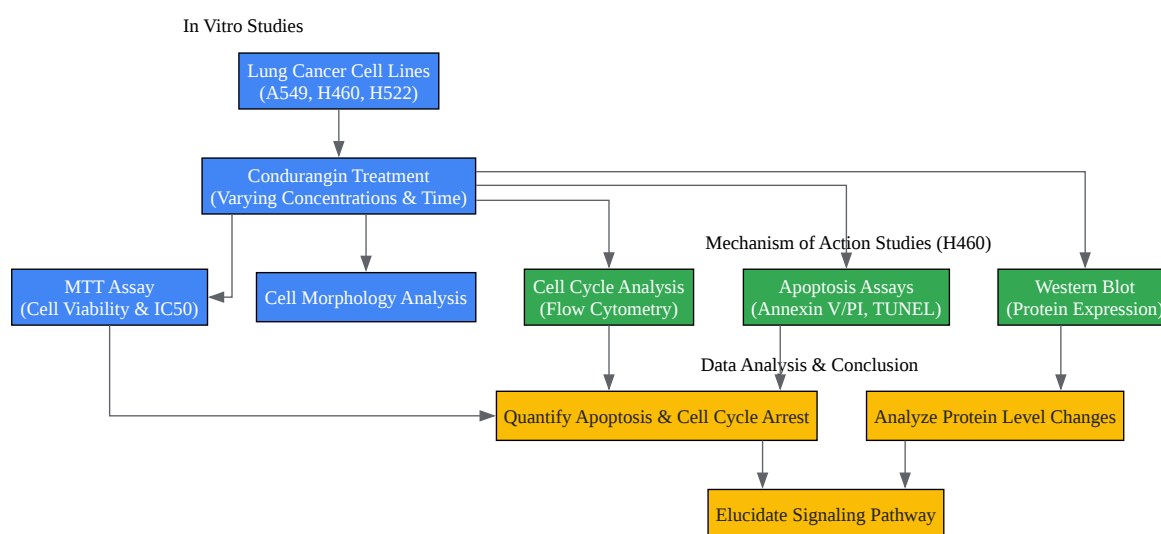 In Vitro Studies
Lung Cancer Cell Lines
(A549, H460, H522)
Condurangin Treatment
(Varying Concentrations & Time)
Mechanism of Action Studies (H460)
MTT Assay
(Cell Viability & IC50)
Cell Morphology Analysis
Cell Cycle Analysis
(Flow Cytometry)
Apoptosis Assays
(Annexin V/PI, TUNEL)
Western Blot
(Protein Expression)
Data Analysis & Conclusion
Quantify Apoptosis & Cell Cycle Arrest
Analyze Protein Level Changes
Elucidate Signaling Pathway